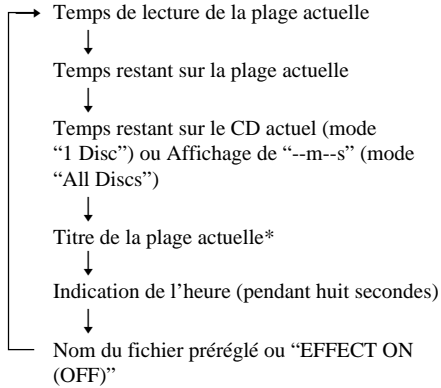 Temps de lecture de la plage actuelle
Temps restant sur la plage actuelle
Temps restant sur le CD actuel (mode
“1 Disc”) ou Affichage de “--m--s” (mode
“All Discs”)
Titre de la plage actuelle*
Indication de l’heure (pendant huit secondes)
Nom du fichier préréglé ou “EFFECT ON
(OFF)”